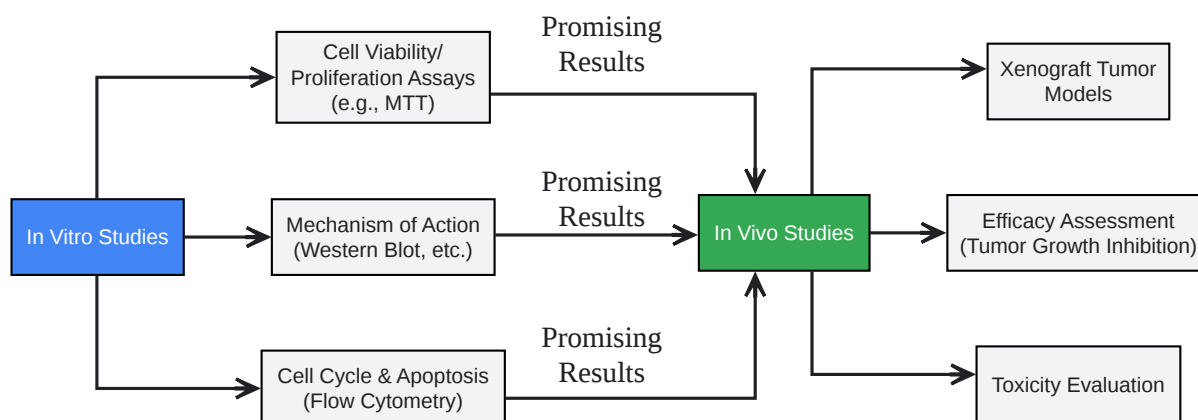 Cell Viability/
Proliferation Assays
(e.g., MTT)
Promising
Results
Xenograft Tumor
Models
In Vitro Studies
Mechanism of Action
(Western Blot, etc.)
Promising
Results
In Vivo Studies
Efficacy Assessment
(Tumor Growth Inhibition)
Cell Cycle & Apoptosis
(Flow Cytometry)
Promising
Results
Toxicity Evaluation